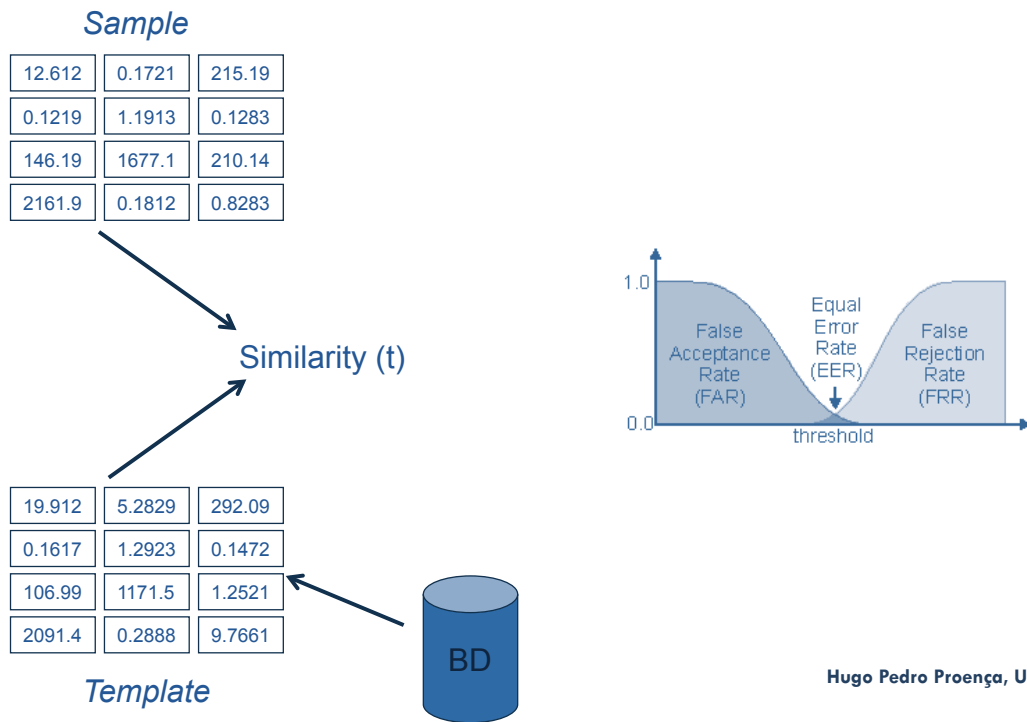 Sample
12.612 0.1721 215.19
0.1219 1.1913 0.1283
146.19 1677.1 210.14
2161.9 0.1812 0.8283
Similarity (t)
19.912 5.2829 292.09
0.1617 1.2923 0.1472
106.99 1171.5 1.2521
2091.4 0.2888 9.7661
Template
BD
1.0
False
Acceptance
Rate
(FAR)
Equal
Error
Rate
(EER)
False
Rejection
Rate
(FRR)
0.0
threshold
Hugo Pedro Proença, U